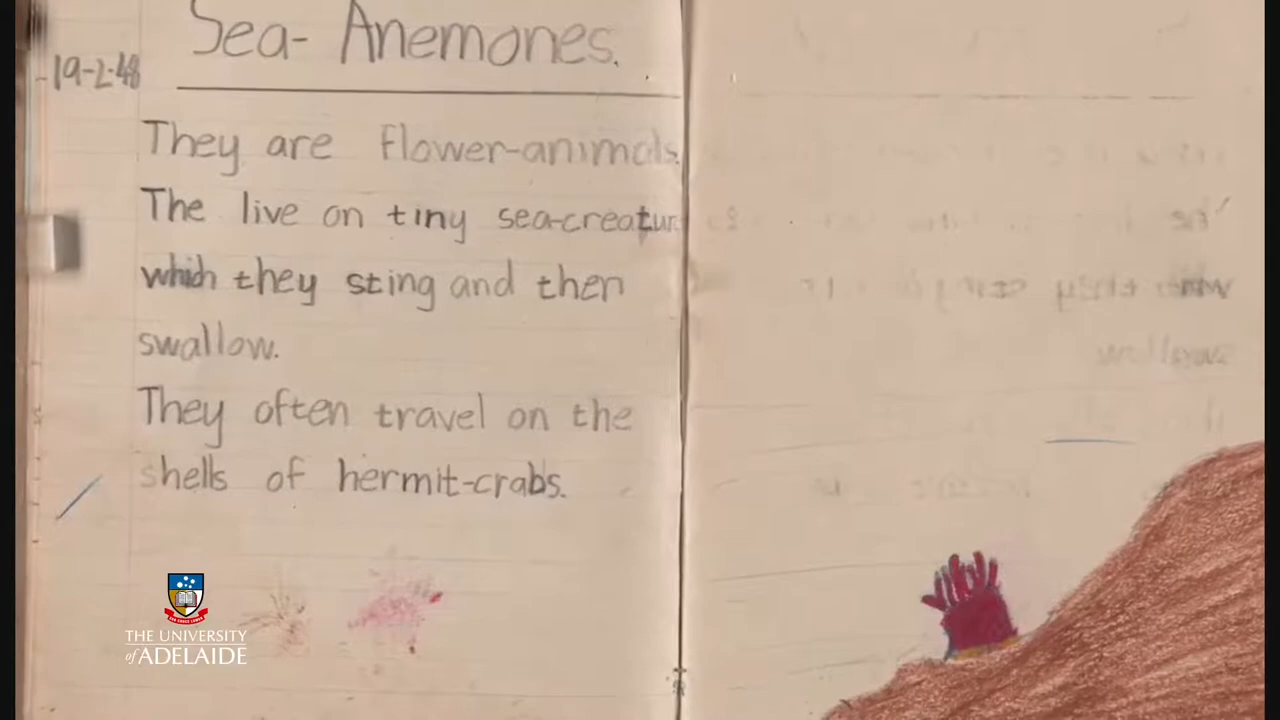 Sea- Anemones.
19-2-48
They are flower-animals.
The live on tiny sea-creatur
which they sting and then
swallow.
They often travel on the
shells of hermit-crabs.
THE UNIVERSITY
of ADELAIDE